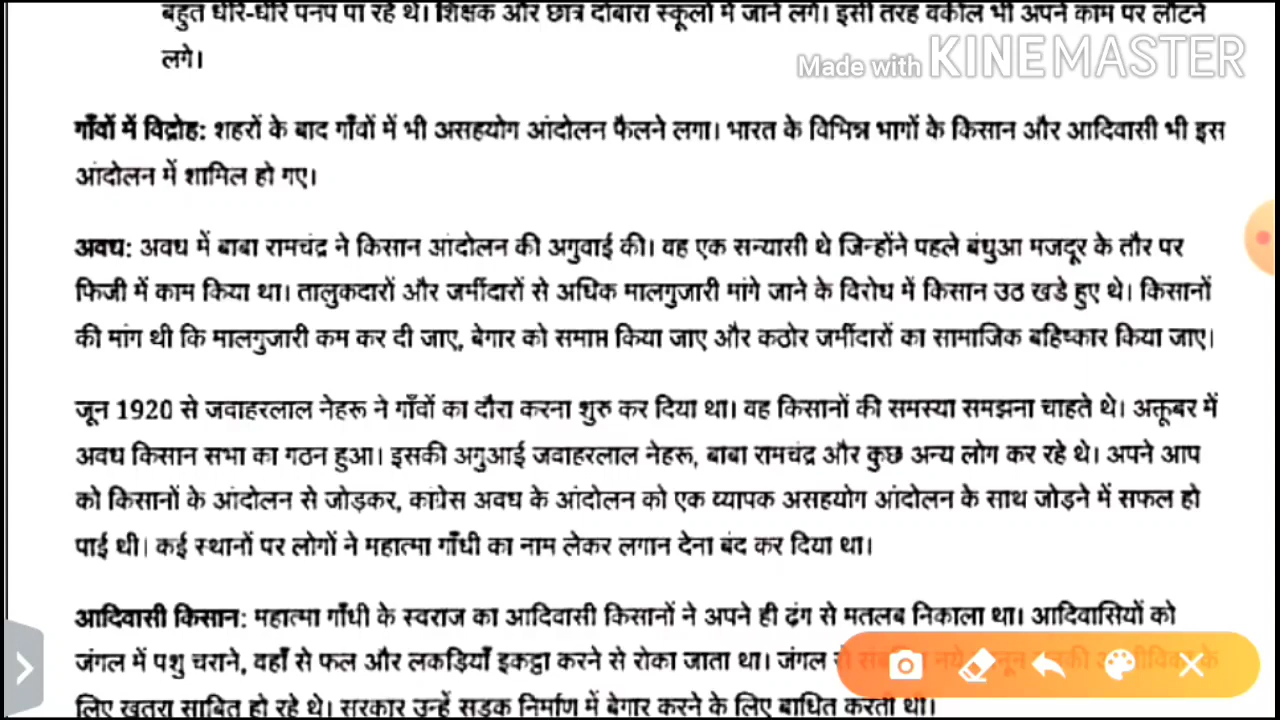 बहुत धीरे-धीरे पनप पा रहे थे। शिक्षक और छात्र दोबारा स्कूलों में जाने लगे। इसी तरह वकील भी अपने काम पर लौटने
लगे।
Made with KINEMASTER
गाँवों में विद्रोह: शहरों के बाद गाँवों में भी असहयोग आंदोलन फैलने लगा। भारत के विभिन्न भागों के किसान और आदिवासी भी इस
आंदोलन में शामिल हो गए।
अवध: अवध में बाबा रामचंद्र ने किसान आंदोलन की अगुवाई की। वह एक सन्यासी थे जिन्होंने पहले बंधुआ मजदूर के तौर पर
फिजी में काम किया था। तालुकदारों और जमींदारों से अधिक मालगुजारी मांगे जाने के विरोध में किसान उठ खडे हुए थे। किसानों
की मांग थी कि मालगुजारी कम कर दी जाए, बेगार को समाप्त किया जाए और कठोर जमींदारों का सामाजिक बहिष्कार किया जाए।
जून 1920 से जवाहरलाल नेहरू ने गाँवों का दौरा करना शुरु कर दिया था। वह किसानों की समस्या समझना चाहते थे। अक्तूबर में
अवध किसान सभा का गठन हुआ। इसकी अगुआई जवाहरलाल नेहरू, बाबा रामचंद्र और कुछ अन्य लोग कर रहे थे। अपने आप
को किसानों के आंदोलन से जोड़कर, कांग्रेस अवध के आंदोलन को एक व्यापक असहयोग आंदोलन के साथ जोड़ने में सफल हो
पाई थी। कई स्थानों पर लोगों ने महात्मा गाँधी का नाम लेकर लगान देना बंद कर दिया था।
आदिवासी किसान: महात्मा गाँधी के स्वराज का आदिवासी किसानों ने अपने ही ढ़ंग से मतलब निकाला था। आदिवासियों को
जंगल में पशु चराने, वहाँ से फल और लकड़ियाँ इकट्ठा करने से रोका जाता था। जंगल
लिए खतरा साबित हो रहे थे। सरकार उन्हें सड़क निर्माण में बेगार करने के लिए बाधित करती थी।